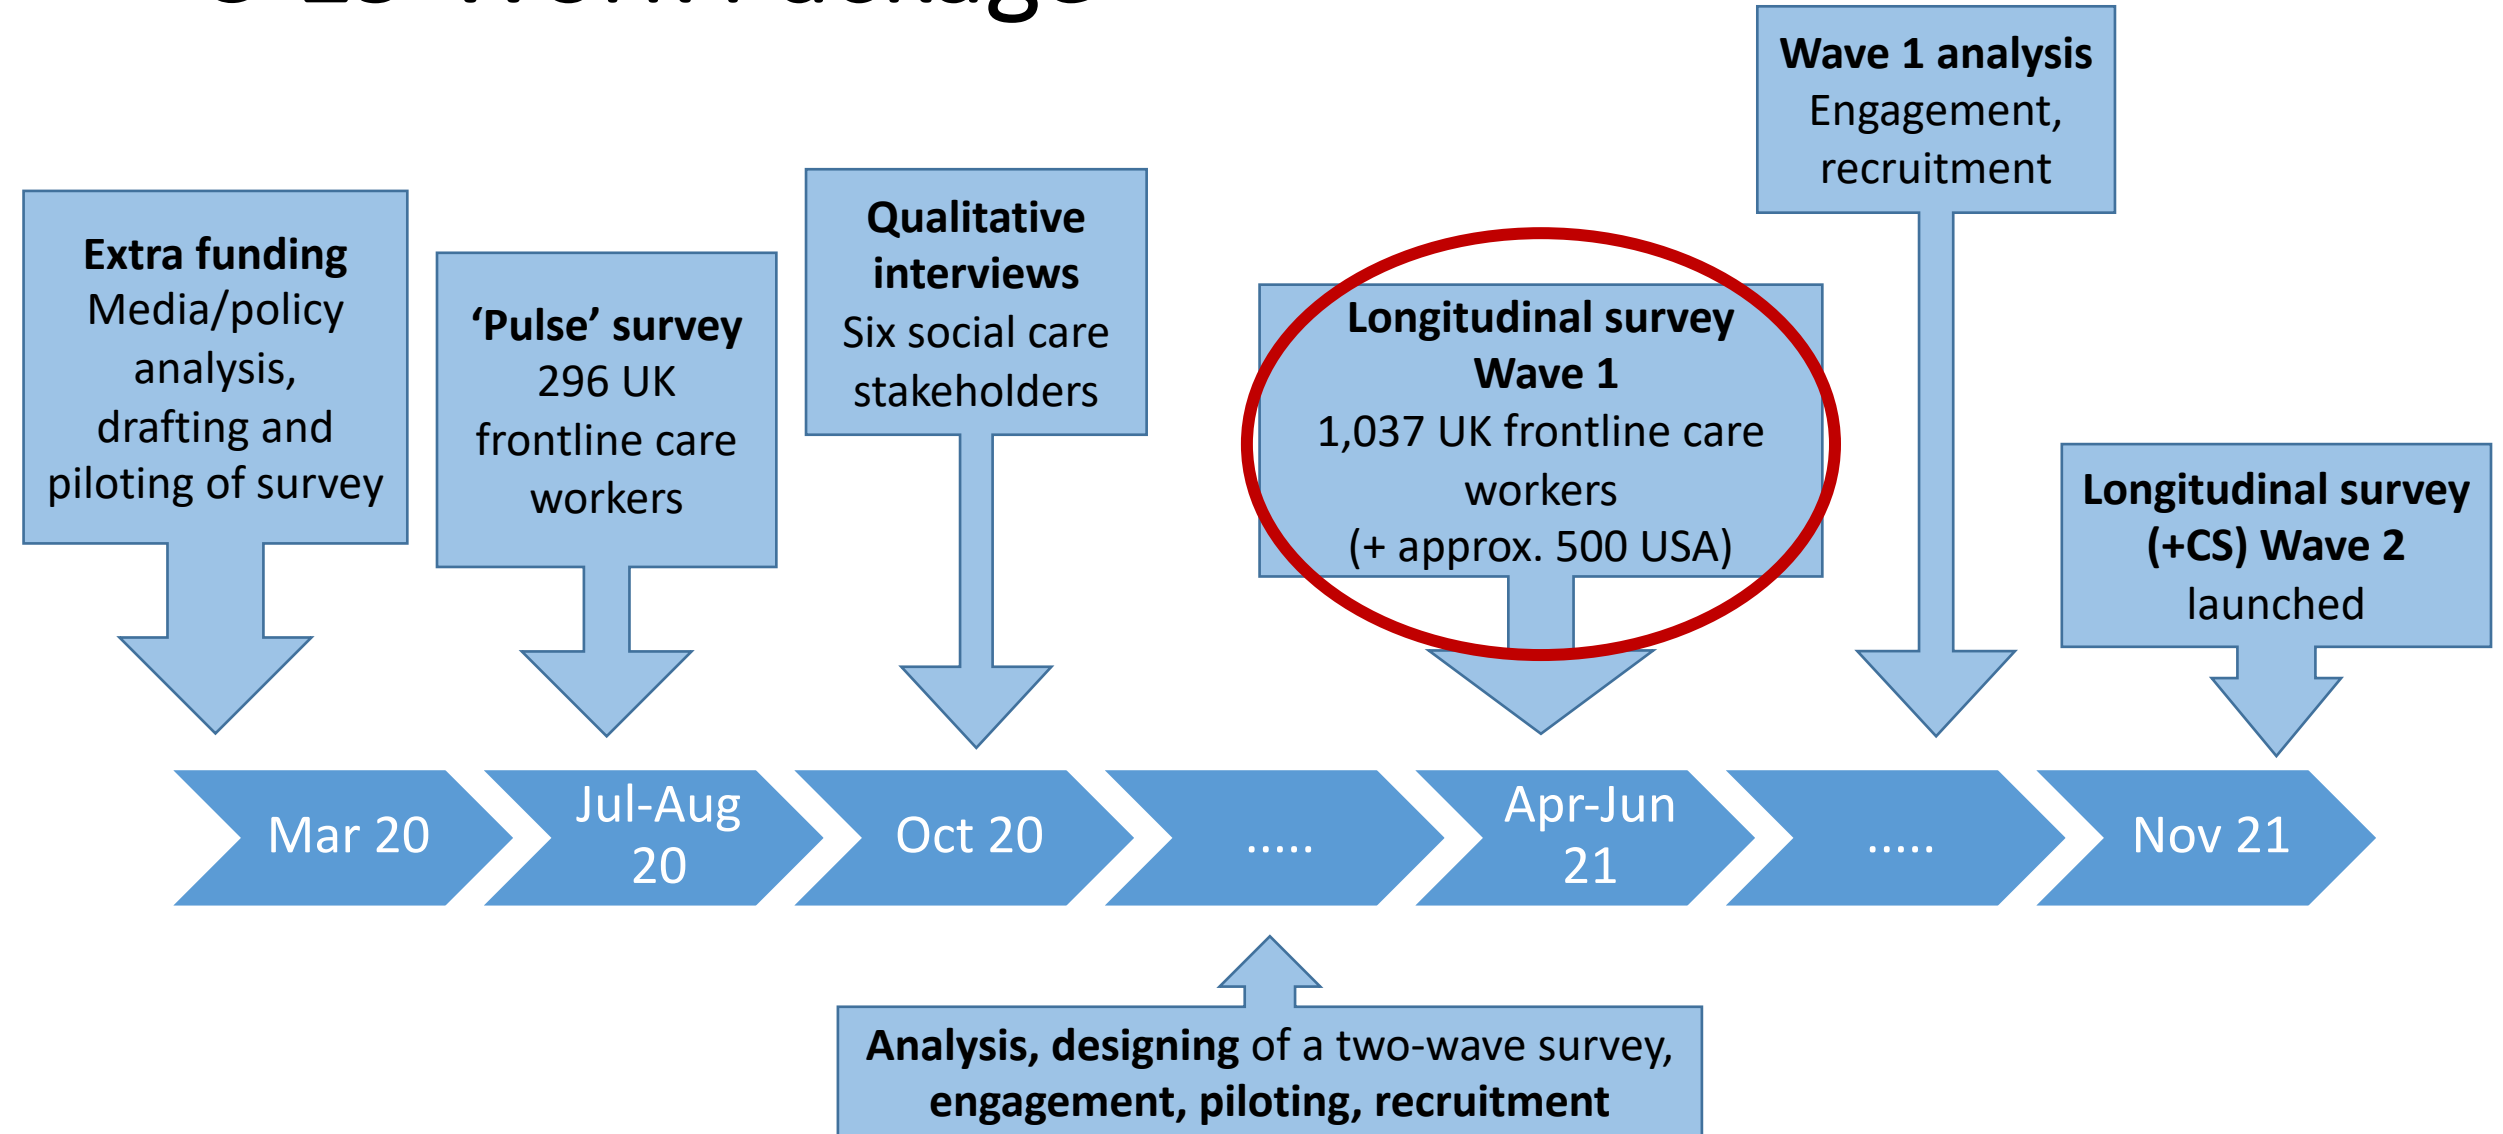 Wave 1 analysis
Engagement,
recruitment
Extra funding
Media/policy
analysis,
drafting and
piloting of survey
‘Pulse’ survey
296 UK
frontline care
workers
Qualitative
interviews
Six social care
stakeholders
Longitudinal survey
Wave 1
1,037 UK frontline care
workers
(+ approx. 500 USA)
Longitudinal survey
(+CS) Wave 2
launched
Mar 20
Jul-Aug
20
Oct 20
.....
Apr-Jun
21
.....
Nov 21
Analysis, designing of a two-wave survey,
engagement, piloting, recruitment